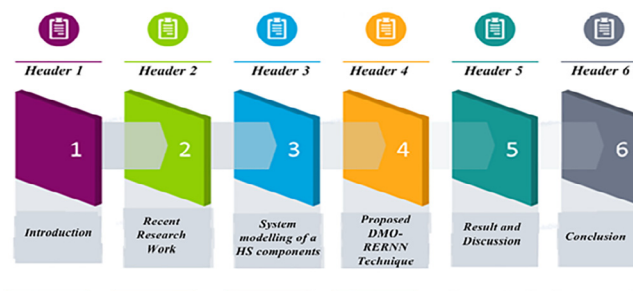 Header 1
Header 2
Header 3
Header 4
Header 5
Header 6
1
2
3
4
5
6
Introduction
Recent
Research
Work
System
modelling of a
HS components
Proposed
DMO-
RERNN
Technique
Result and
Discussion
Conclusion